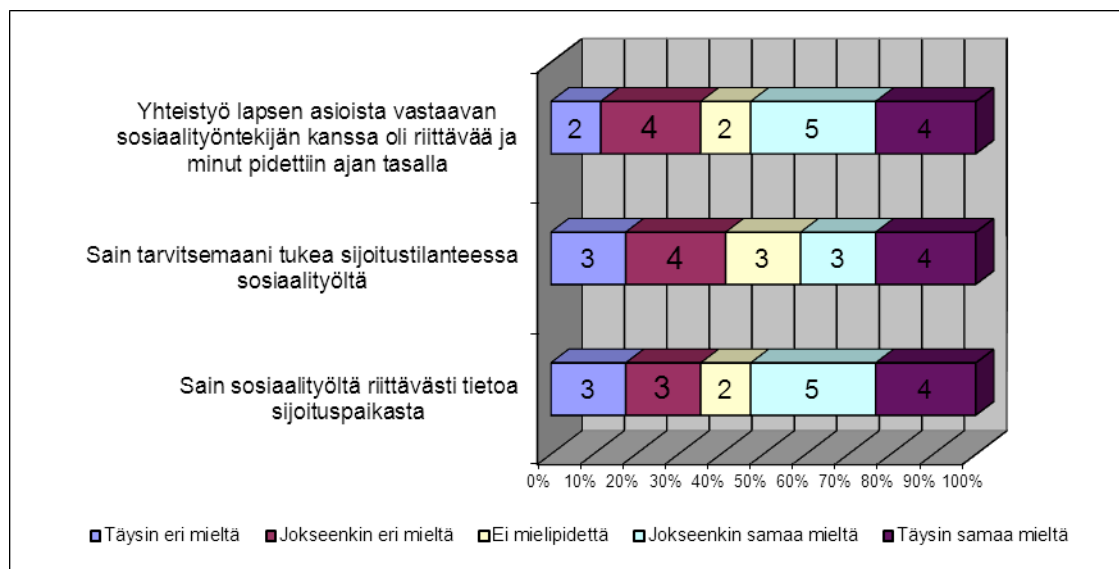 Yhteistyö lapsen asioista vastaavan
sosiaalityöntekijän kanssa oli riittävää ja
minut pidettiin ajan tasalla
2 4 2 5 4
Sain tarvitsemaani tukea sijoitustilanteessa
sosiaalityöltä
3 4 3 3 4
Sain sosiaalityöltä riittävästi tietoa
sijoituspaikasta
3 3 2 5 4
0% 10% 20% 30% 40% 50% 60% 70% 80% 90% 100%
Täysin eri mieltä Jokseenkin eri mieltä Ei mielipidettä Jokseenkin samaa mieltä Täysin samaa mieltä